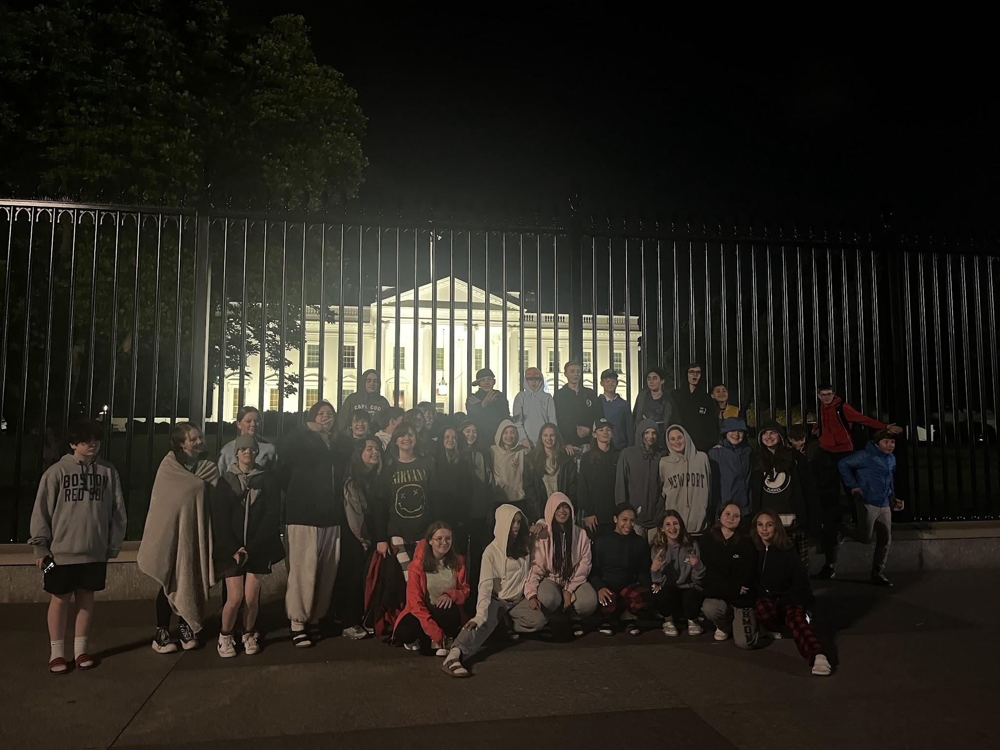 CAPE COD
BOSTON
RED SOX
NIRVANA
NEWPORT
FLAMES